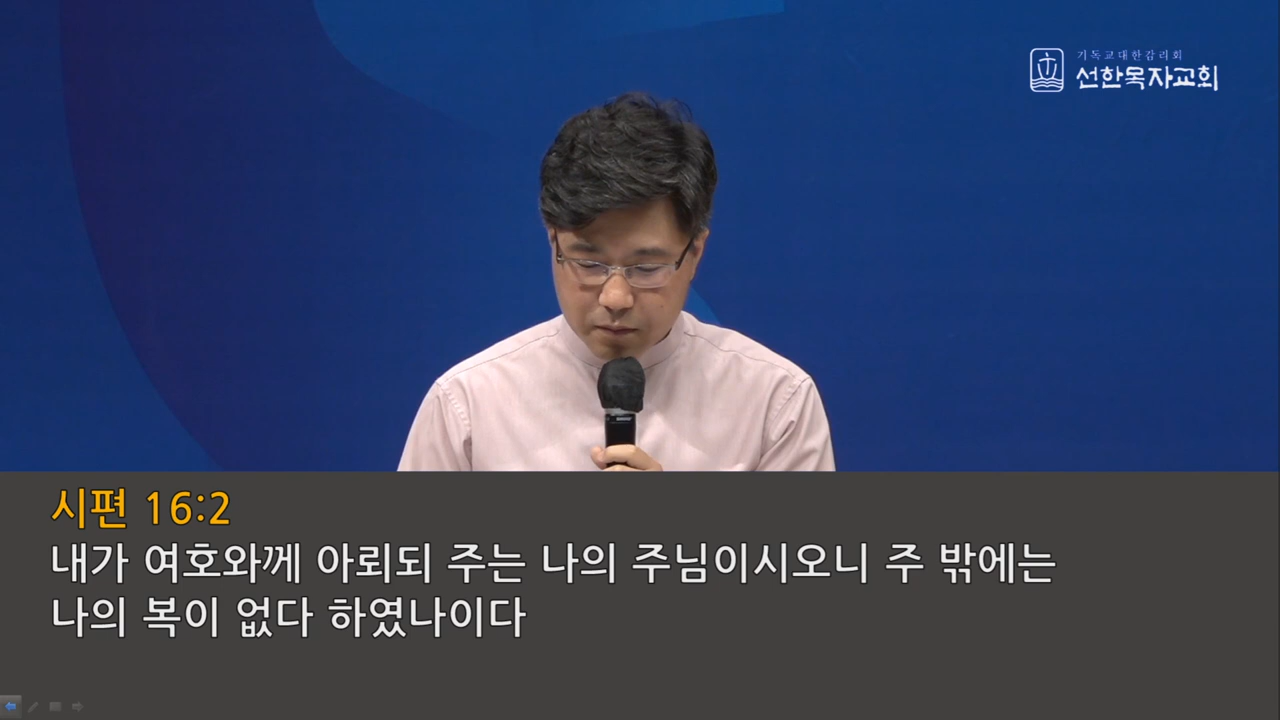 기독교대한감리회
선한목자교회
시편 16:2
내가 여호와께 아뢰되 주는 나의 주님이시오니 주 밖에는
나의 복이 없다 하였나이다